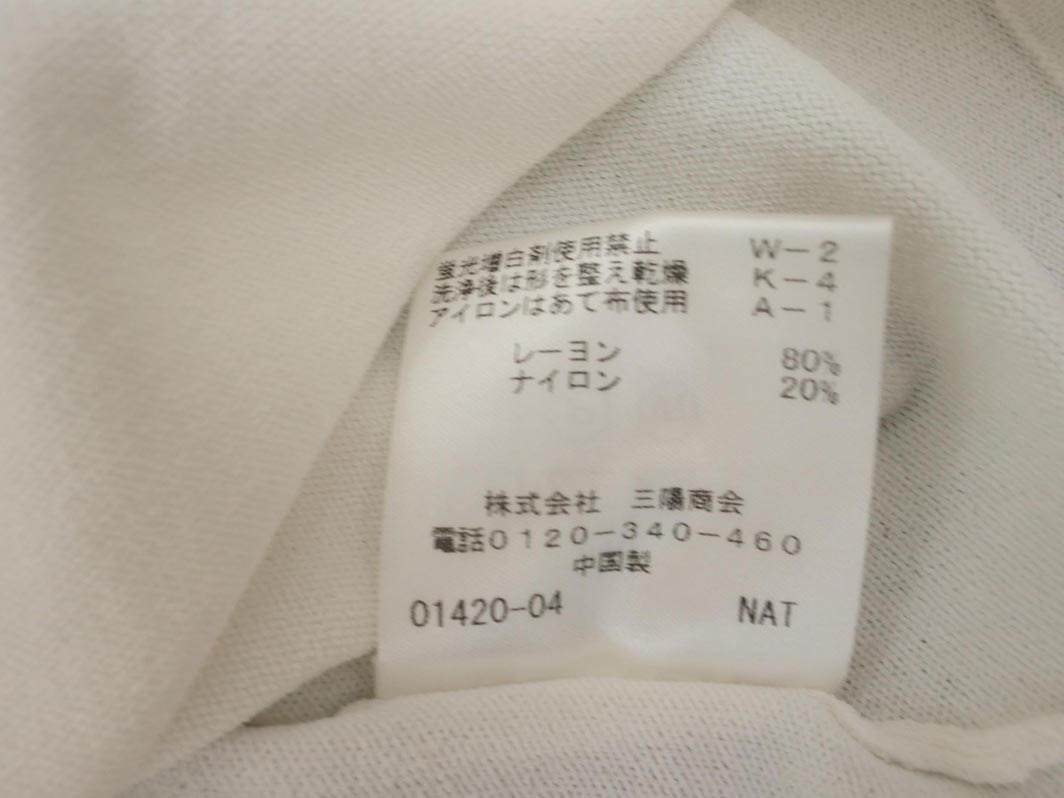 蛍光増白剤使用禁止 W-2
洗浄後は形を整え乾燥 K-4
アイロンはあて布使用 A-1
レーヨン 80%
ナイロン 20%
株式会社 三陽商会
電話0120-340-460
中国製
01420-04 NAT